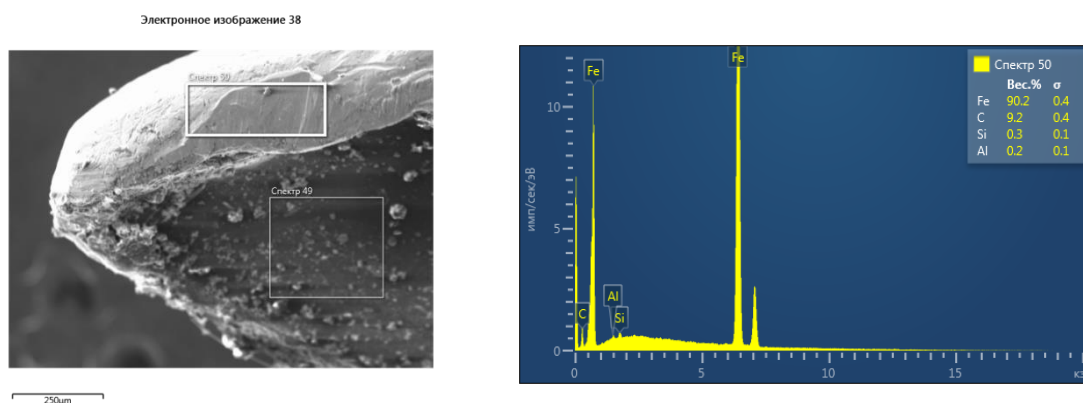 Электронное изображение 38
Спектр 50
Спектр 49
250µm
Спектр 50
Вес.% σ
Fe 90.2 0.4
C 9.2 0.4
Si 0.3 0.1
Al 0.2 0.1
Fe
Fe
Al
Si
C
имп/сек/эВ
10
5
0
0 5 10 15